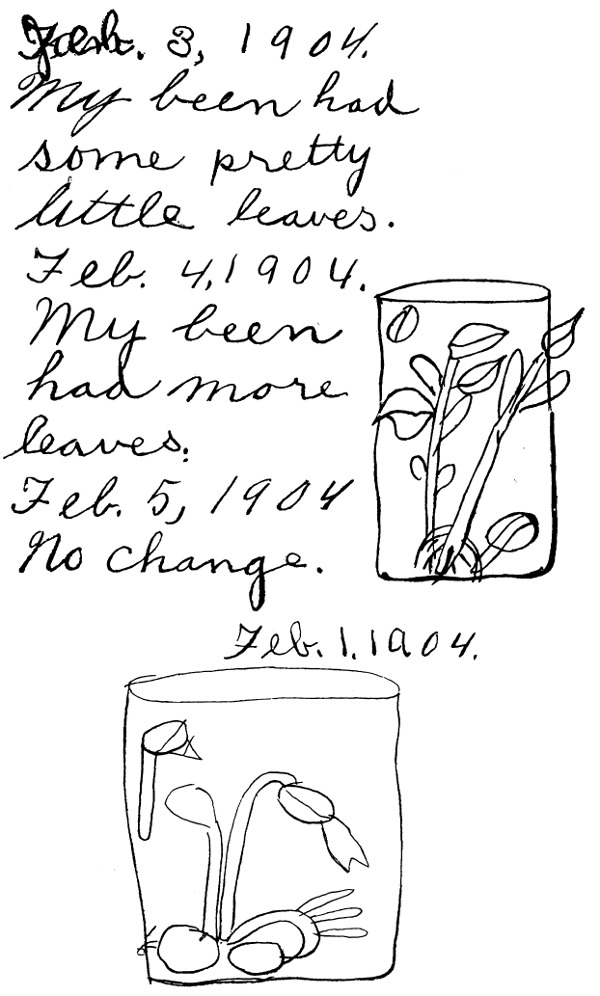 Feb. 3, 1904.
My been had
some pretty
little leaves.
Feb. 4, 1904.
My been
had more
leaves.
Feb. 5, 1904
No change.
Feb. 1. 1904.